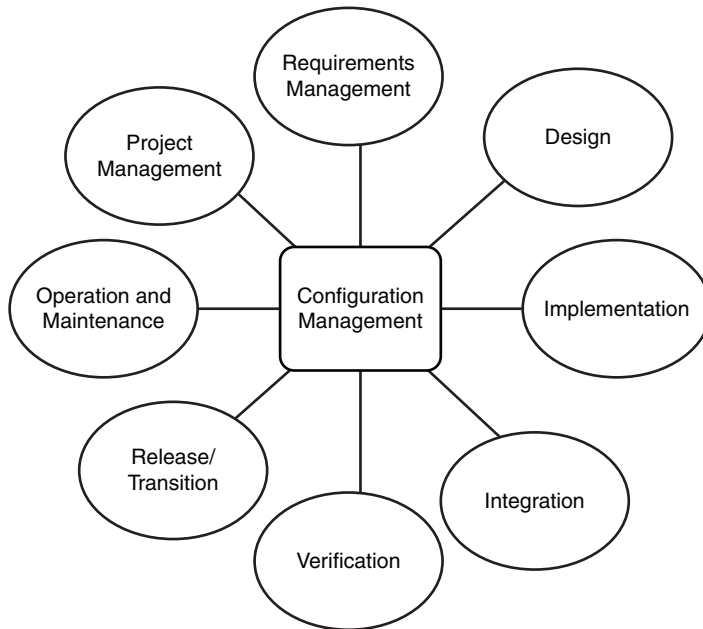 Requirements
Management
Project
Management
Design
Operation and
Maintenance
Configuration
Management
Implementation
Release/
Transition
Integration
Verification